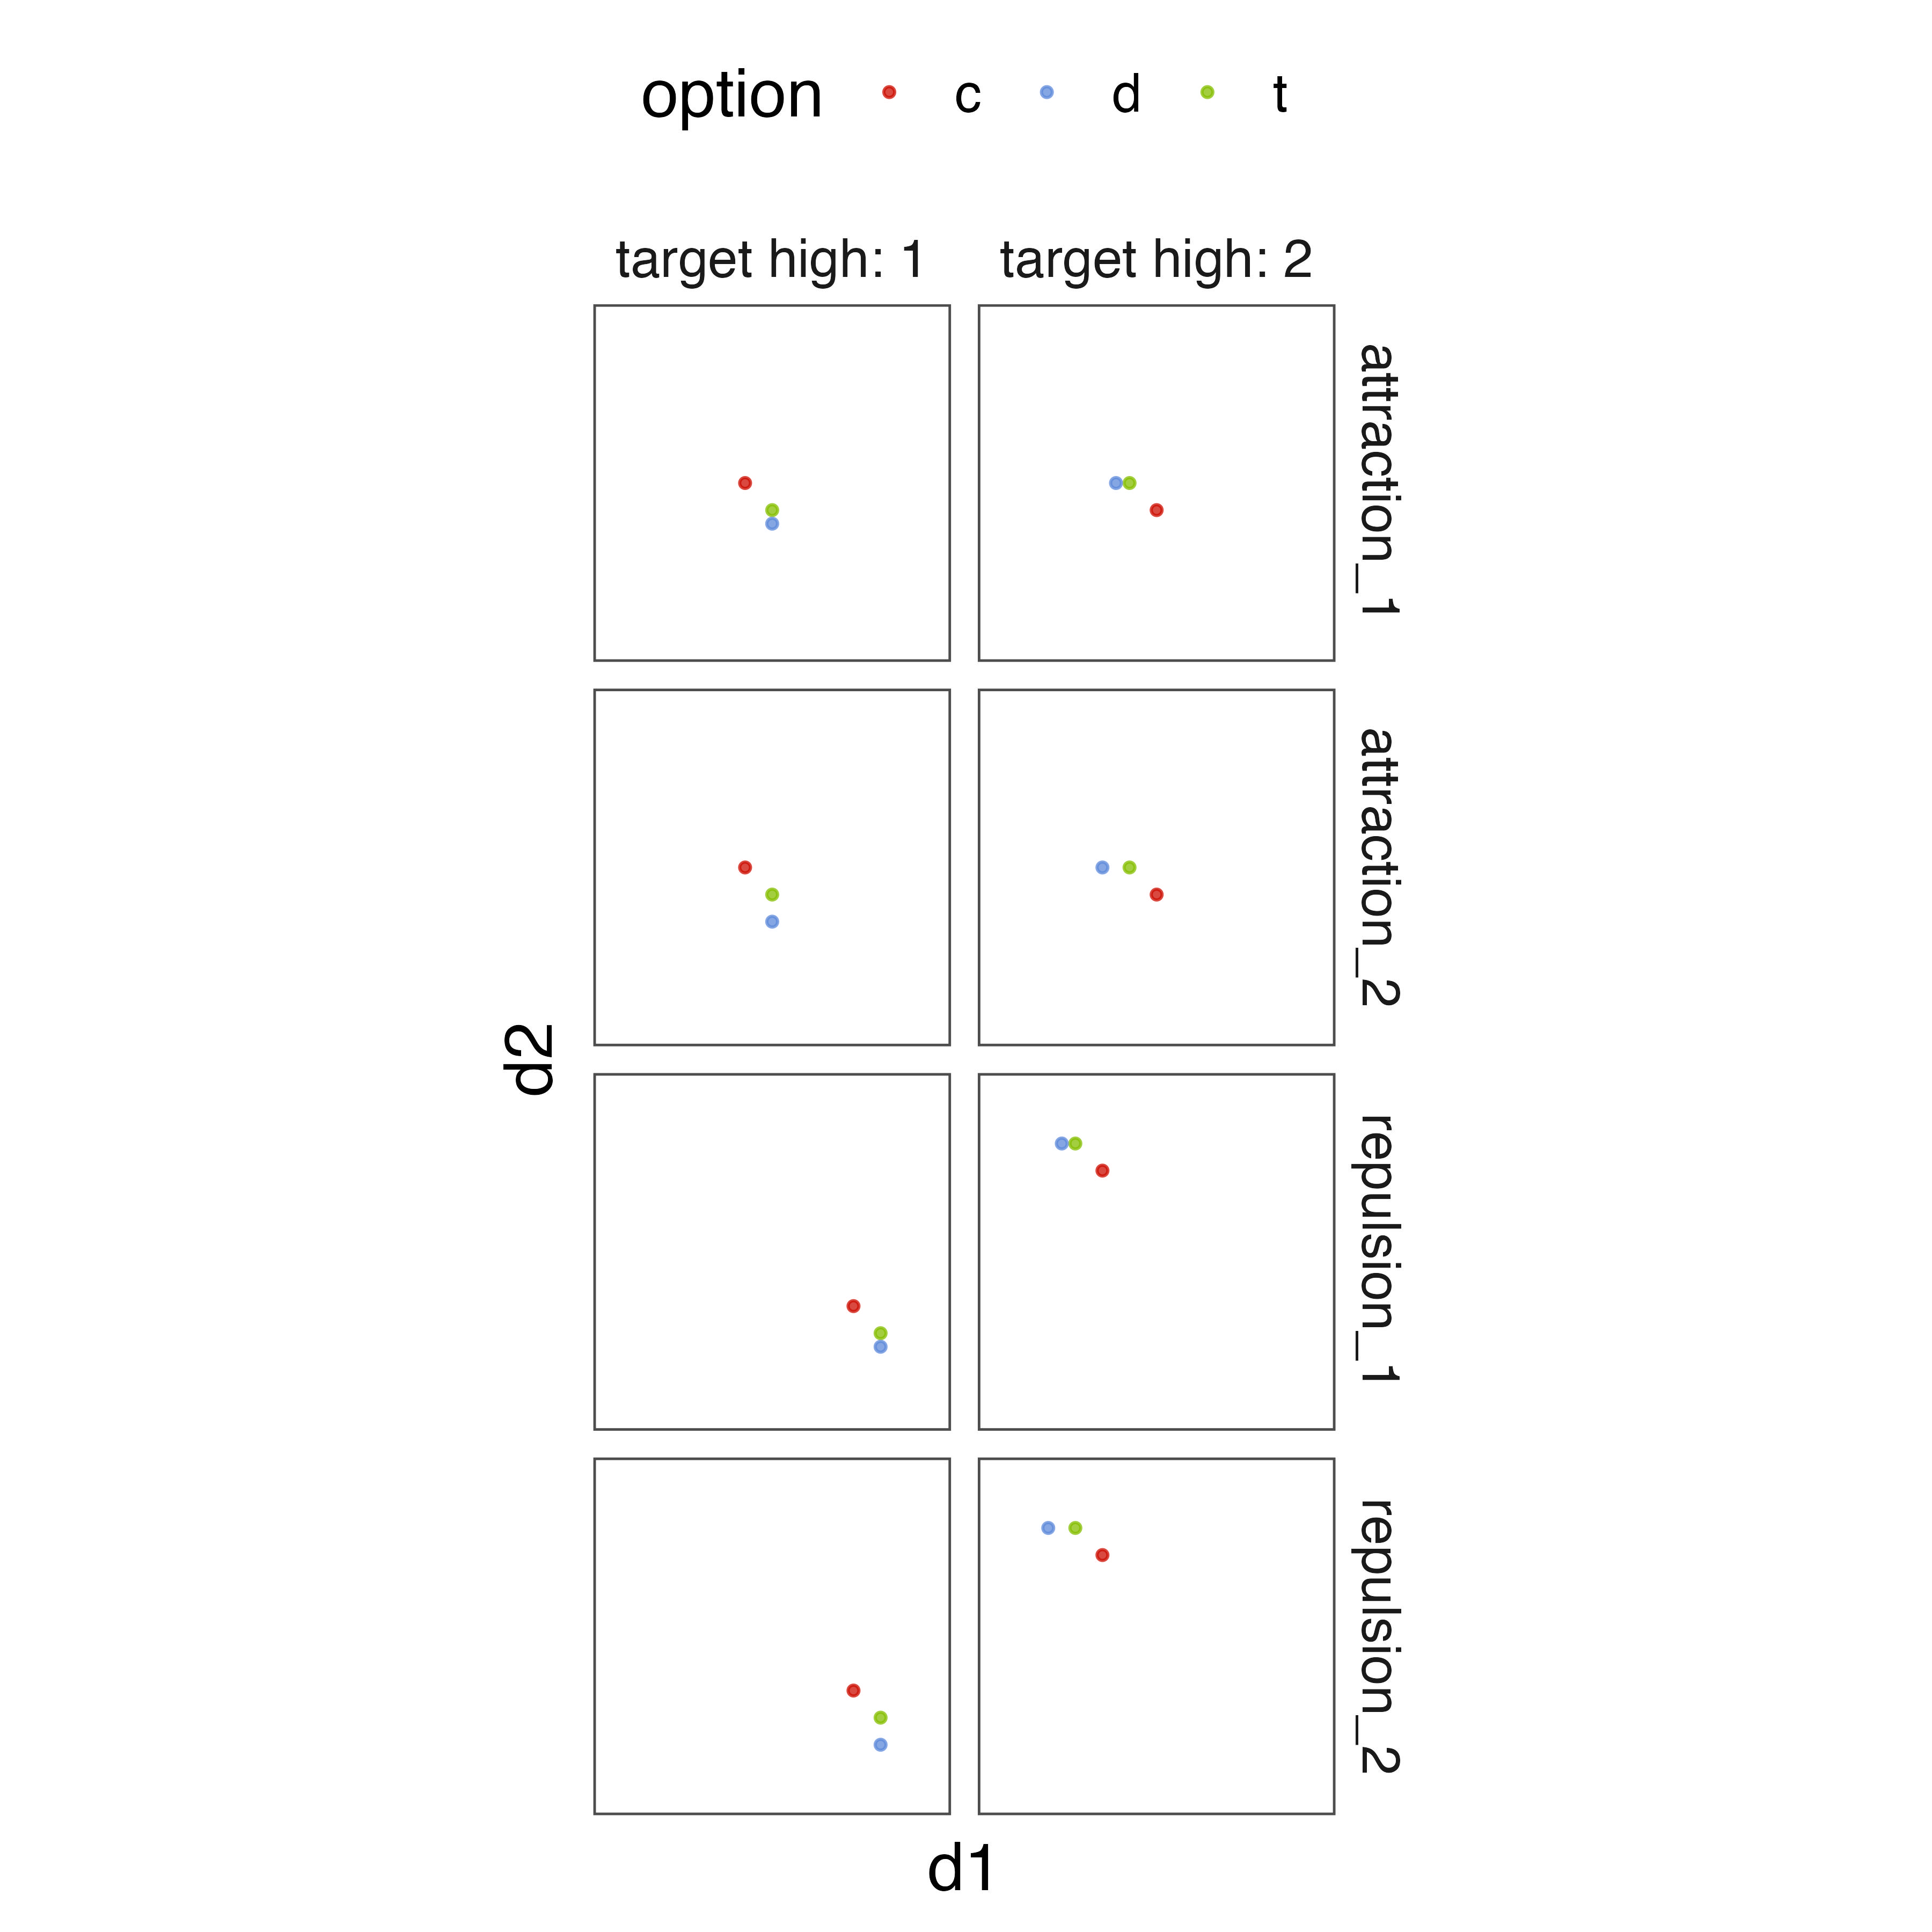 option c d t
target high: 1 target high: 2
attraction_1
attraction_2
repulsion_1
repulsion_2
d2
d1